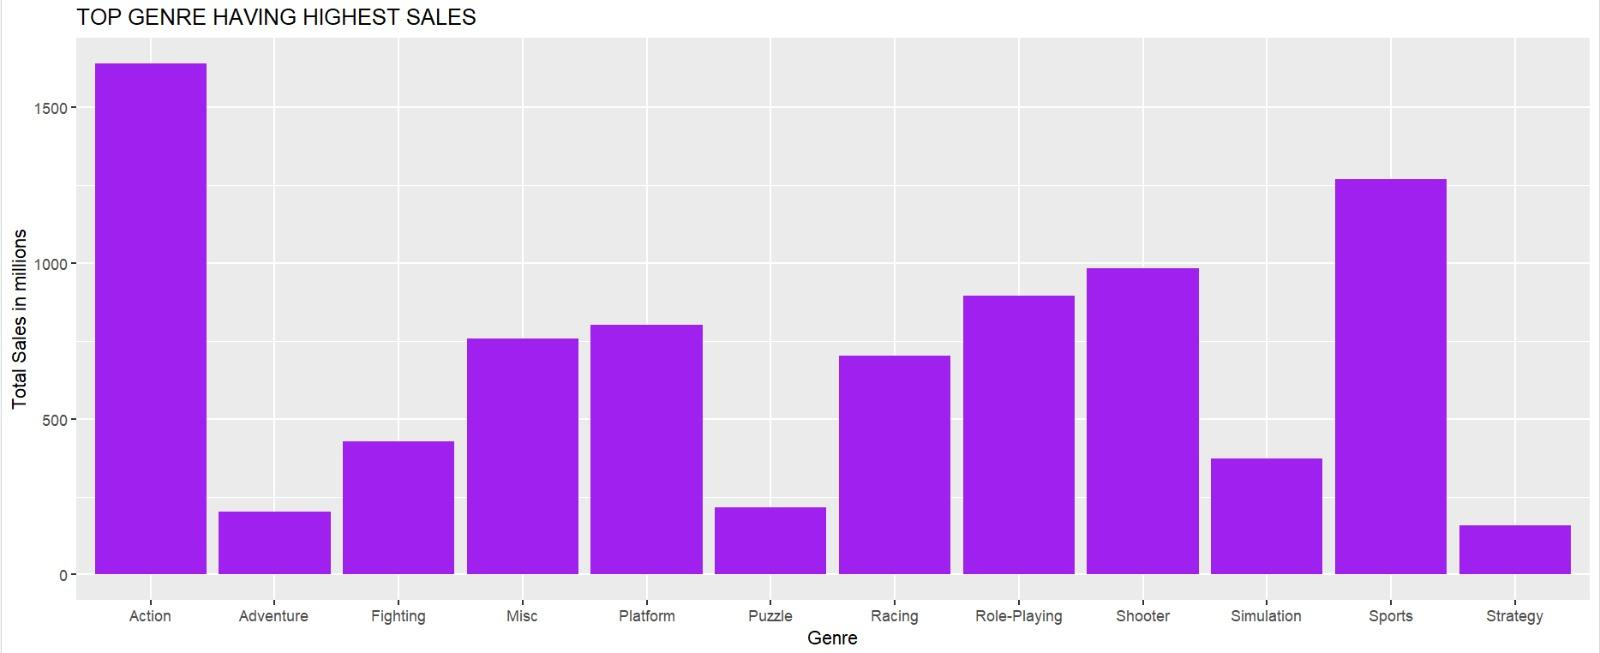 TOP GENRE HAVING HIGHEST SALES
Total Sales in millions
1500
1000
500
0
Action Adventure Fighting Misc Platform Puzzle Racing Role-Playing Shooter Simulation Sports Strategy
Genre